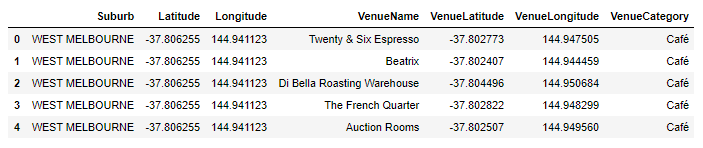 Suburb Latitude Longitude VenueName VenueLatitude VenueLongitude VenueCategory
0 WEST MELBOURNE -37.806255 144.941123 Twenty & Six Espresso -37.802773 144.947505 Café
1 WEST MELBOURNE -37.806255 144.941123 Beatrix -37.802407 144.944459 Café
2 WEST MELBOURNE -37.806255 144.941123 Di Bella Roasting Warehouse -37.804496 144.950684 Café
3 WEST MELBOURNE -37.806255 144.941123 The French Quarter -37.802822 144.948299 Café
4 WEST MELBOURNE -37.806255 144.941123 Auction Rooms -37.802507 144.949560 Café